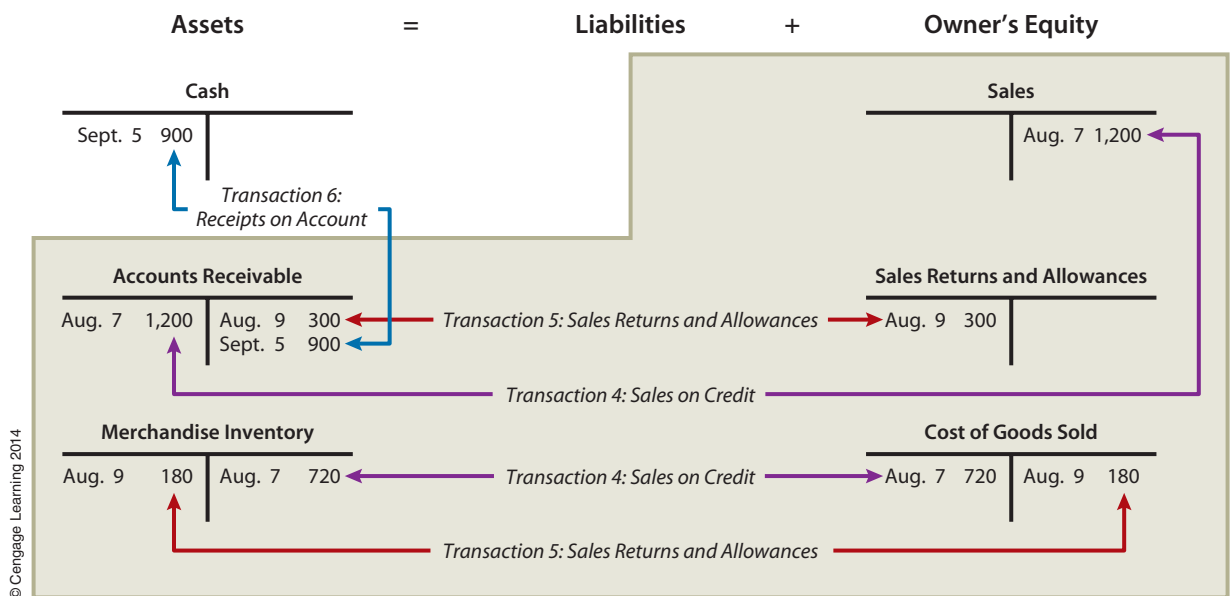 Assets = Liabilities + Owner's Equity
Cash
Sept. 5 900
Sales
Aug. 7 1,200
Transaction 6:
Receipts on Account
Accounts Receivable
Aug. 7 1,200 Aug. 9 300
Sept. 5 900
Transaction 5: Sales Returns and Allowances
Sales Returns and Allowances
Aug. 9 300
Transaction 4: Sales on Credit
Merchandise Inventory
Aug. 9 180 Aug. 7 720
Transaction 4: Sales on Credit
Cost of Goods Sold
Aug. 7 720 Aug. 9 180
Transaction 5: Sales Returns and Allowances
© Cengage Learning 2014